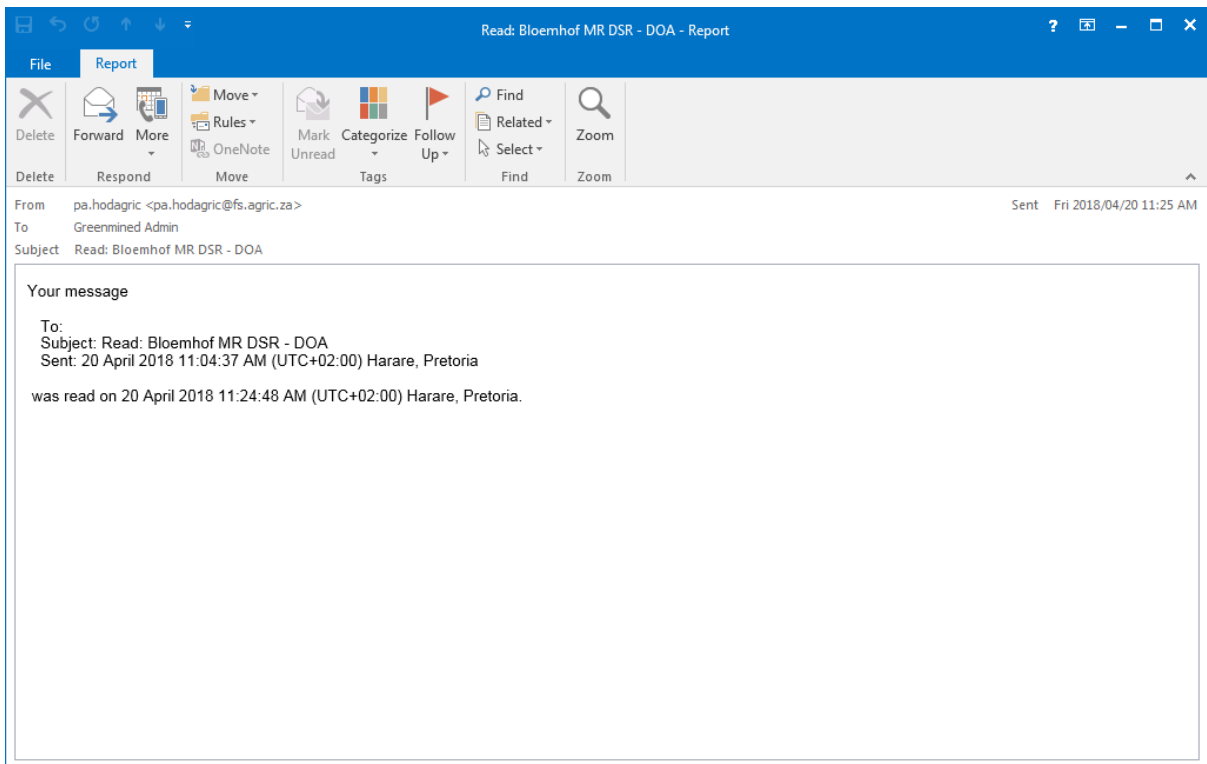 Read: Bloemhof MR DSR - DOA - Report
?
File Report
Delete
Forward
More
Move
Rules
OneNote
Mark Unread
Categorize
Follow Up
Find
Related
Select
Zoom
Delete Respond Move Tags Find Zoom
From pa.hodagric <pa.hodagric@fs.agric.za> Sent Fri 2018/04/20 11:25 AM
To Greenmined Admin
Subject Read: Bloemhof MR DSR - DOA
Your message
To:
Subject: Read: Bloemhof MR DSR - DOA
Sent: 20 April 2018 11:04:37 AM (UTC+02:00) Harare, Pretoria
was read on 20 April 2018 11:24:48 AM (UTC+02:00) Harare, Pretoria.